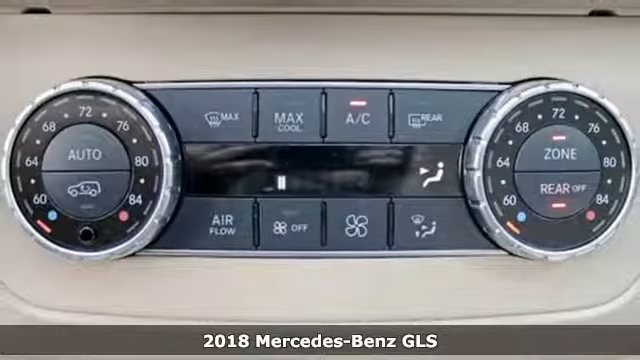 72
68
76
64
80
60
84
AUTO
MAX
MAX
COOL
A/C
REAR
AIR
FLOW
OFF
72
68
76
64
80
60
84
ZONE
REAR OFF
2018 Mercedes-Benz GLS